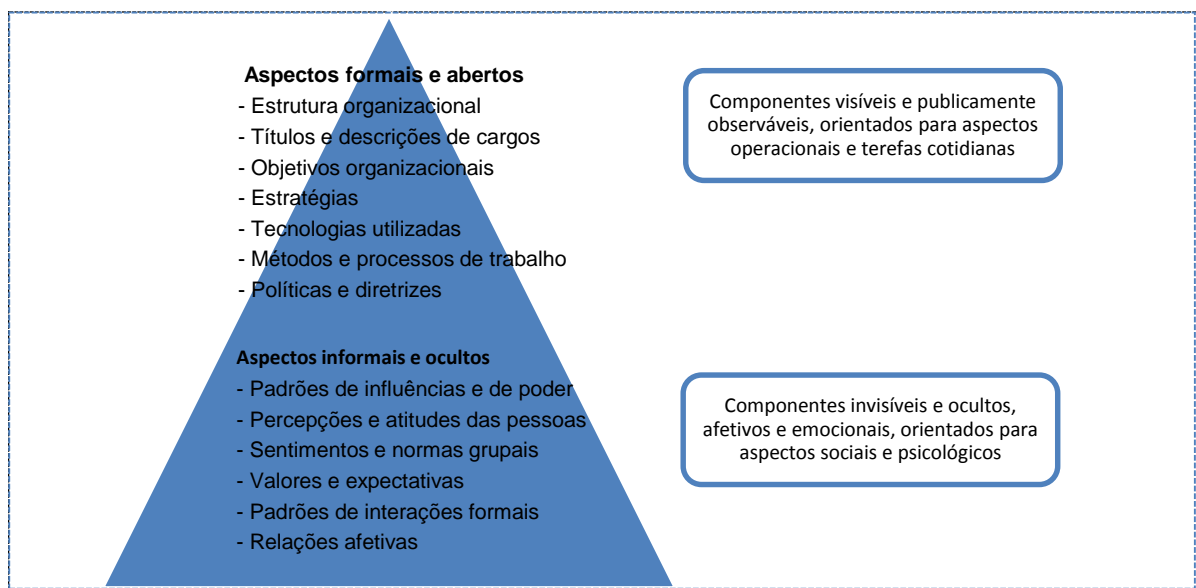 Aspectos formais e abertos
- Estrutura organizacional
- Títulos e descrições de cargos
- Objetivos organizacionais
- Estratégias
- Tecnologias utilizadas
- Métodos e processos de trabalho
- Políticas e diretrizes
Componentes visíveis e publicamente
observáveis, orientados para aspectos
operacionais e terefas cotidianas
Aspectos informais e ocultos
- Padrões de influências e de poder
- Percepções e atitudes das pessoas
- Sentimentos e normas grupais
- Valores e expectativas
- Padrões de interações formais
- Relações afetivas
Componentes invisíveis e ocultos,
afetivos e emocionais, orientados para
aspectos sociais e psicológicos